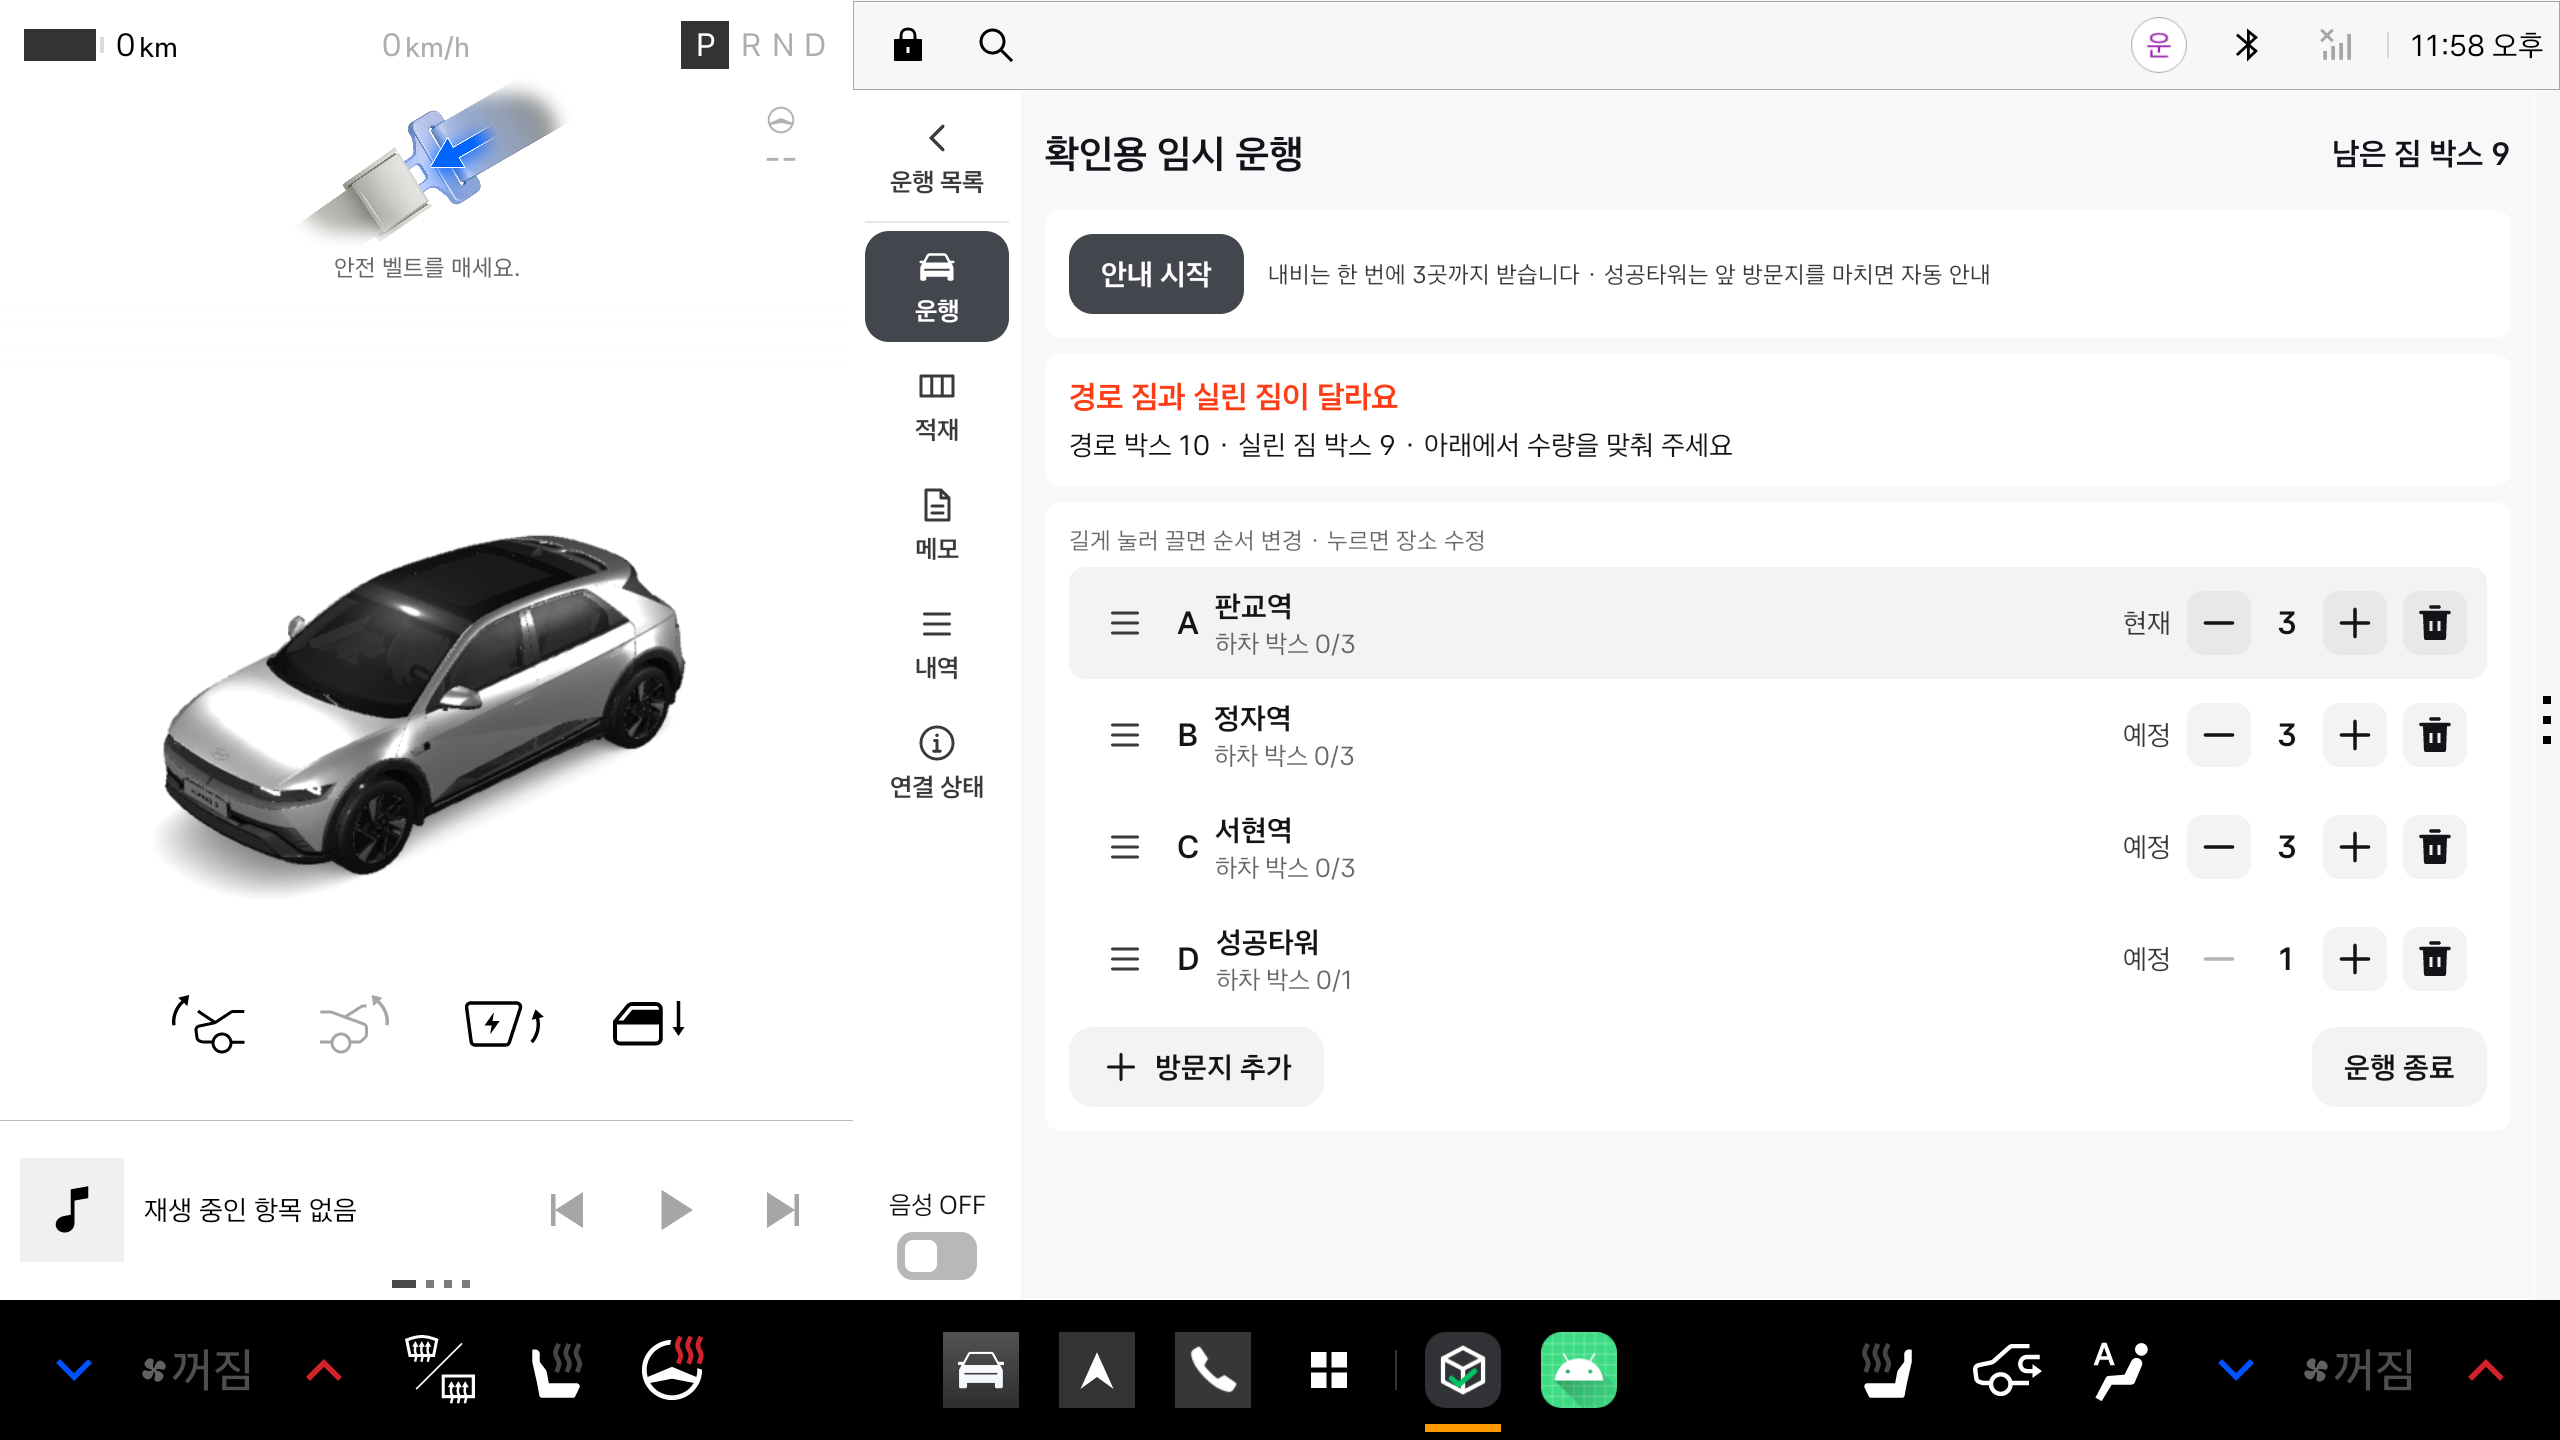 0 km
0 km/h
P R N D
운
11:58 오후
안전 벨트를 매세요.
--
운행 목록
운행
적재
메모
내역
연결 상태
음성 OFF
확인용 임시 운행
남은 짐 박스 9
안내 시작
내비는 한 번에 3곳까지 받습니다 · 성공타워는 앞 방문지를 마치면 자동 안내
경로 짐과 실린 짐이 달라요
경로 박스 10 · 실린 짐 박스 9 · 아래에서 수량을 맞춰 주세요
길게 눌러 끌면 순서 변경 · 누르면 장소 수정
A 판교역
하차 박스 0/3
현재 — 3 +
B 정자역
하차 박스 0/3
예정 — 3 +
C 서현역
하차 박스 0/3
예정 — 3 +
D 성공타워
하차 박스 0/1
예정 — 1 +
+ 방문지 추가
운행 종료
재생 중인 항목 없음
꺼짐
A
꺼짐